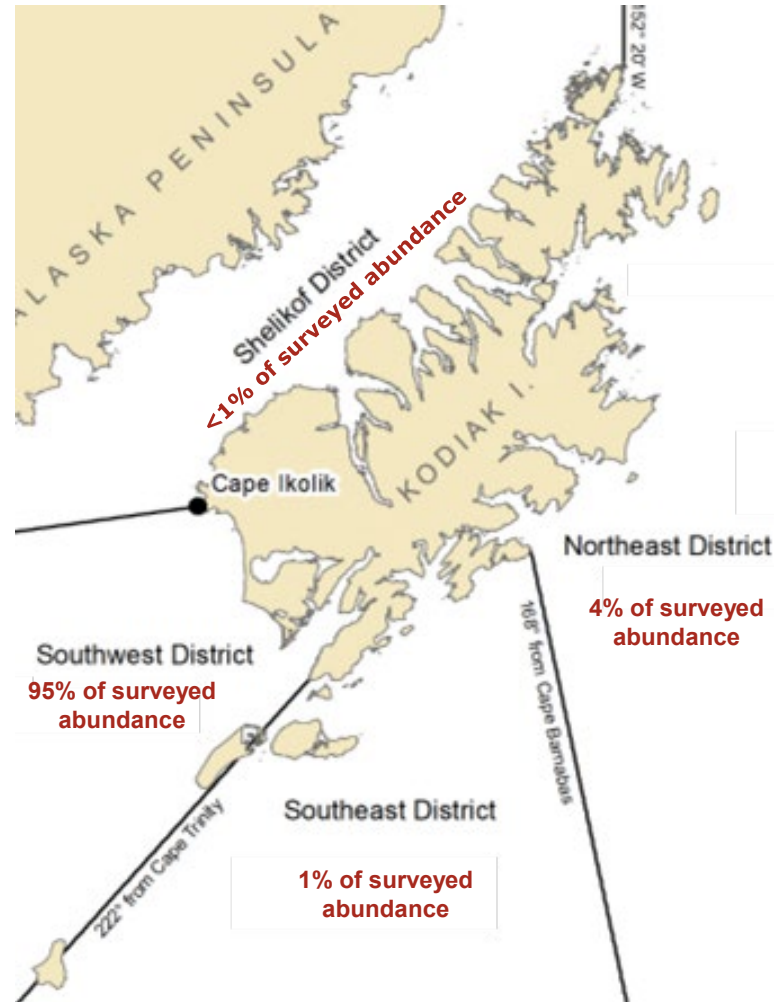 152° 20' W
ALASKA PENINSULA
Shelikof District
<1% of surveyed abundance
KODIAK I.
Cape Ikolik
Northeast District
4% of surveyed
abundance
168° from Cape Barnabas
Southwest District
95% of surveyed
abundance
Southeast District
222° from Cape Trinity
1% of surveyed
abundance